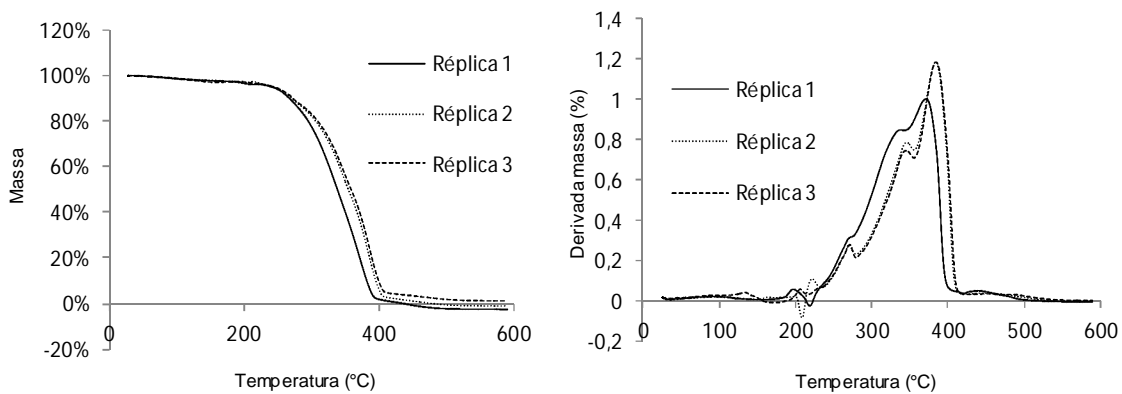 120%
100%
80%
60%
40%
20%
0%
-20%
Massa
0
200
400
600
Temperatura (°C)
Réplica 1
Réplica 2
Réplica 3
1,4
1,2
1
0,8
0,6
0,4
0,2
0
-0,2
Derivada massa (%)
0
100
200
300
400
500
600
Temperatura (°C)
Réplica 1
Réplica 2
Réplica 3